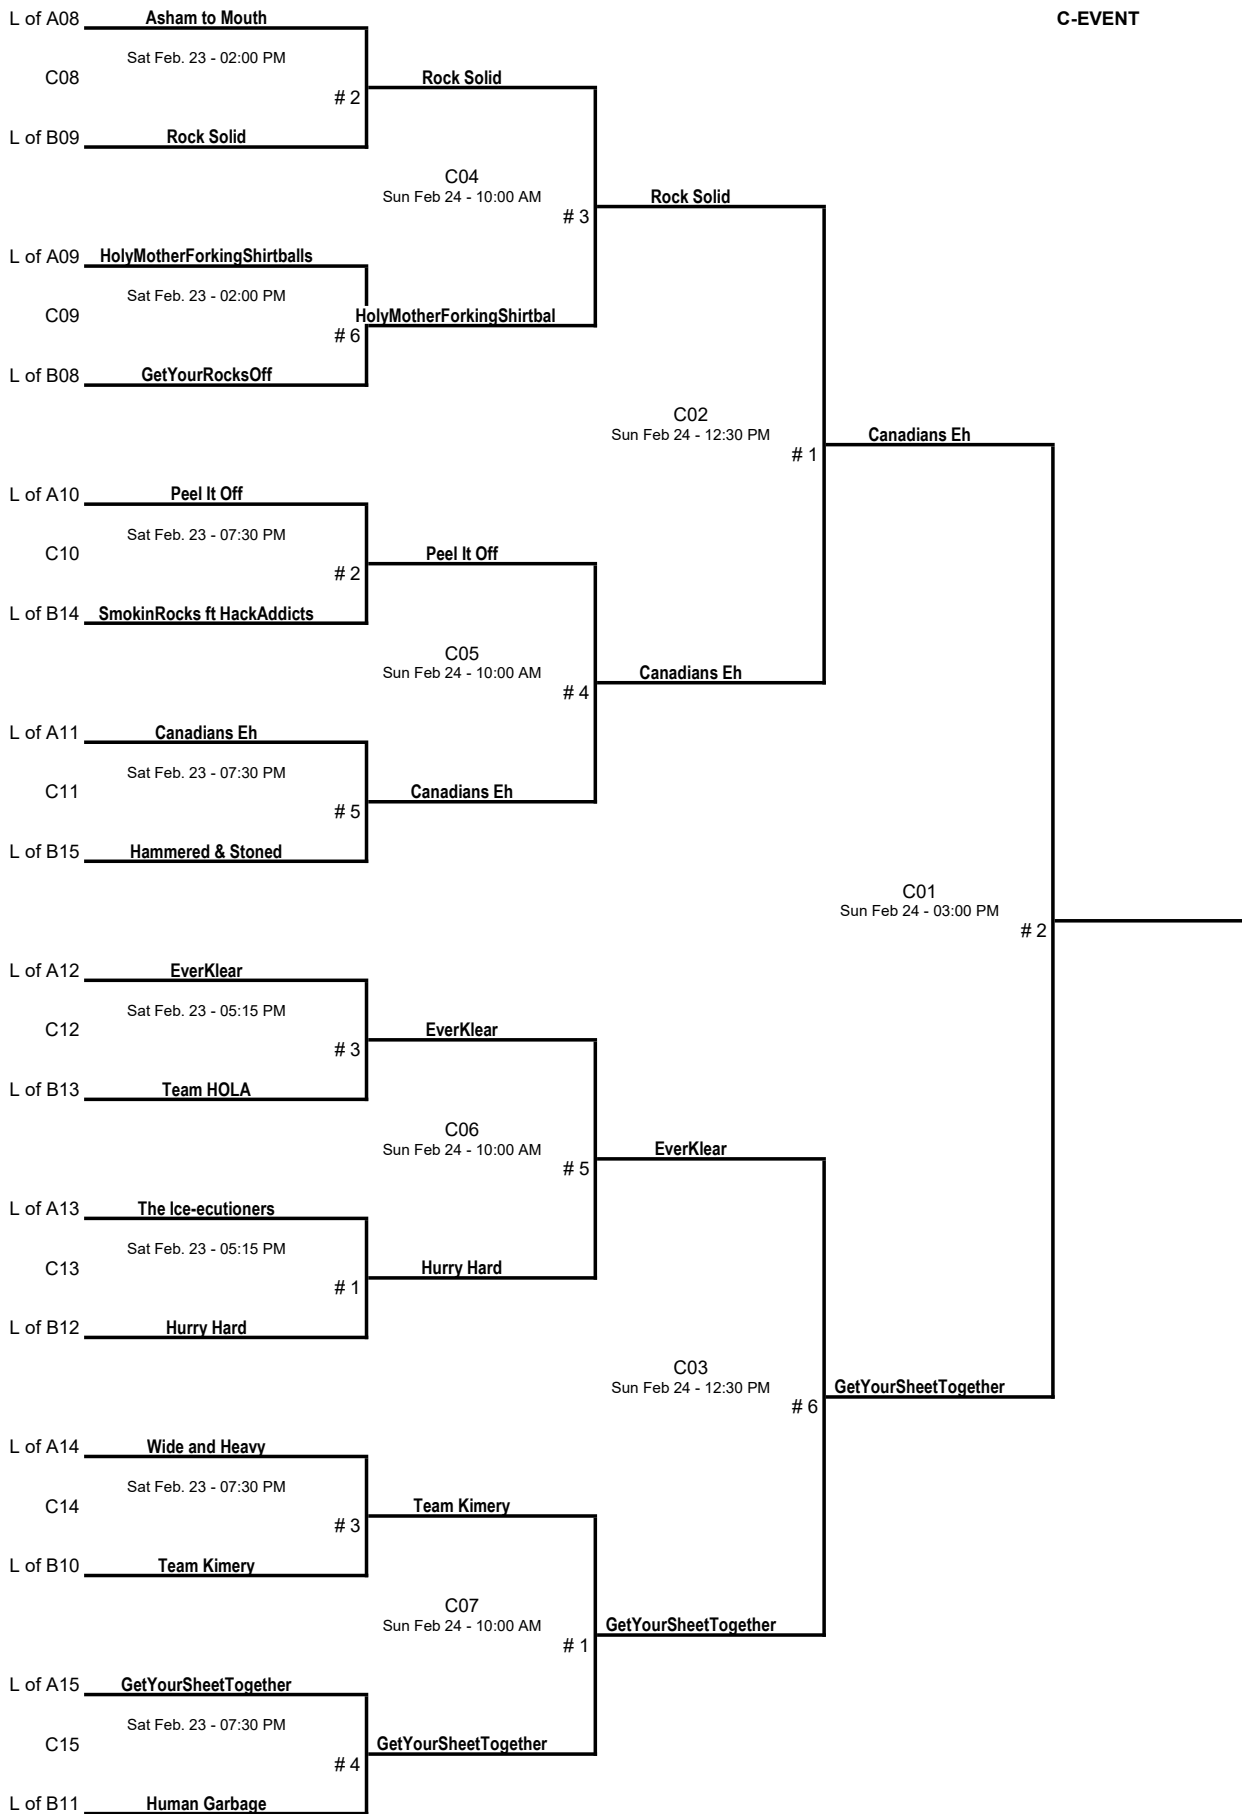 L of A08 Asham to Mouth C-EVENT
Sat Feb. 23 - 02:00 PM
C08 Rock Solid
# 2
L of B09 Rock Solid
C04
Sun Feb 24 - 10:00 AM Rock Solid
# 3
L of A09 HolyMotherForkingShirtballs
Sat Feb. 23 - 02:00 PM
C09 HolyMotherForkingShirtbal
# 6
L of B08 GetYourRocksOff
C02
Sun Feb 24 - 12:30 PM Canadians Eh
# 1
L of A10 Peel It Off
Sat Feb. 23 - 07:30 PM
C10 Peel It Off
# 2
L of B14 SmokinRocks ft HackAddicts
C05
Sun Feb 24 - 10:00 AM Canadians Eh
# 4
L of A11 Canadians Eh
Sat Feb. 23 - 07:30 PM
C11 Canadians Eh
# 5
L of B15 Hammered & Stoned
C01
Sun Feb 24 - 03:00 PM
# 2
L of A12 EverKlear
Sat Feb. 23 - 05:15 PM
C12 EverKlear
# 3
L of B13 Team HOLA
C06
Sun Feb 24 - 10:00 AM EverKlear
# 5
L of A13 The Ice-ecutioners
Sat Feb. 23 - 05:15 PM
C13 Hurry Hard
# 1
L of B12 Hurry Hard
C03
Sun Feb 24 - 12:30 PM GetYourSheetTogether
# 6
L of A14 Wide and Heavy
Sat Feb. 23 - 07:30 PM
C14 Team Kimery
# 3
L of B10 Team Kimery
C07
Sun Feb 24 - 10:00 AM GetYourSheetTogether
# 1
L of A15 GetYourSheetTogether
Sat Feb. 23 - 07:30 PM
C15 GetYourSheetTogether
# 4
L of B11 Human Garbage